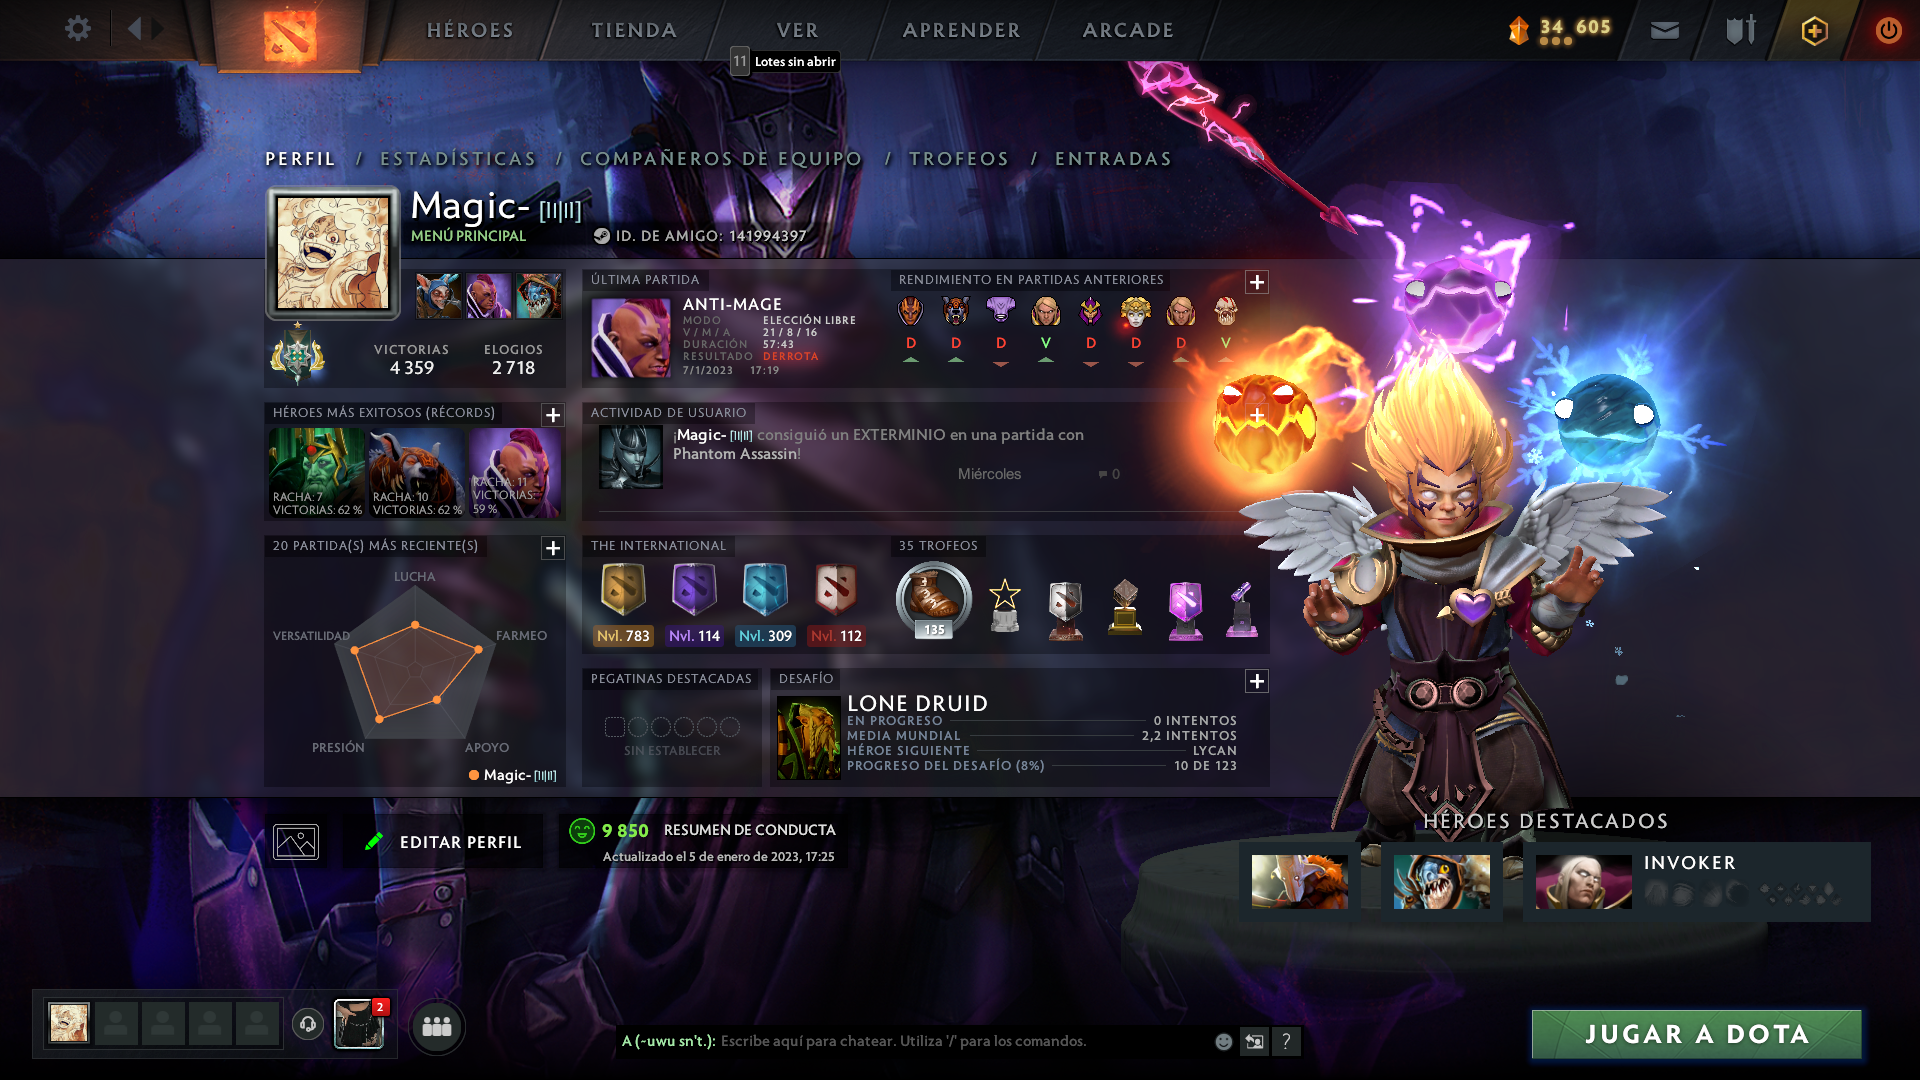 HÉROES
TIENDA
VER
APRENDER
ARCADE
34 605
11 Lotes sin abrir
PERFIL / ESTADÍSTICAS / COMPAÑEROS DE EQUIPO / TROFEOS / ENTRADAS
Magic- [II|II]
MENÚ PRINCIPAL
ID. DE AMIGO: 141994397
VICTORIAS
4 359
ELOGIOS
2 718
ÚLTIMA PARTIDA
ANTI-MAGE
MODO ELECCIÓN LIBRE
V / M / A 21 / 8 / 16
DURACIÓN 57:43
RESULTADO DERROTA
7/1/2023 17:19
RENDIMIENTO EN PARTIDAS ANTERIORES
D D D V D D D V
HÉROES MÁS EXITOSOS (RÉCORDS)
RACHA: 7
VICTORIAS: 62 %
RACHA: 10
VICTORIAS: 62 %
RACHA: 11
VICTORIAS:
59 %
ACTIVIDAD DE USUARIO
¡Magic- [II|II] consiguió un EXTERMINIO en una partida con
Phantom Assassin!
Miércoles
0
20 PARTIDA(S) MÁS RECIENTE(S)
LUCHA
VERSATILIDAD
FARMEO
PRESIÓN
APOYO
Magic- [II|II]
THE INTERNATIONAL
Nvl. 783
Nvl. 114
Nvl. 309
Nvl. 112
35 TROFEOS
135
PEGATINAS DESTACADAS
SIN ESTABLECER
DESAFÍO
LONE DRUID
EN PROGRESO 0 INTENTOS
MEDIA MUNDIAL 2,2 INTENTOS
HÉROE SIGUIENTE LYCAN
PROGRESO DEL DESAFÍO (8%) 10 DE 123
EDITAR PERFIL
9 850 RESUMEN DE CONDUCTA
Actualizado el 5 de enero de 2023, 17:25
HÉROES DESTACADOS
INVOKER
2
A (~uwu sn't.): Escribe aquí para chatear. Utiliza '/' para los comandos.
?
JUGAR A DOTA